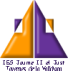 IES Jaume II el Just
Tavernes de la Valldigna